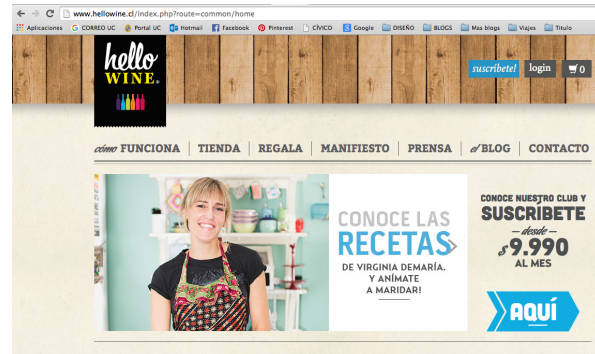 www.hellowine.cl/index.php?route=common/home
Aplicaciones CORREO UC Portal UC Hotmail Facebook Pinterest CÍVICO Google DISEÑO BLOGS Mas blogs Viajes Titulo
hello
WINE.
suscríbete! login 0
cómo FUNCIONA TIENDA REGALA MANIFIESTO PRENSA el BLOG CONTACTO
CONOCE LAS
RECETAS
DE VIRGINIA DEMARÍA.
Y ANÍMATE
A MARIDAR!
CONOCE NUESTRO CLUB Y
SUSCRÍBETE
— desde —
$9.990
AL MES
AQUÍ